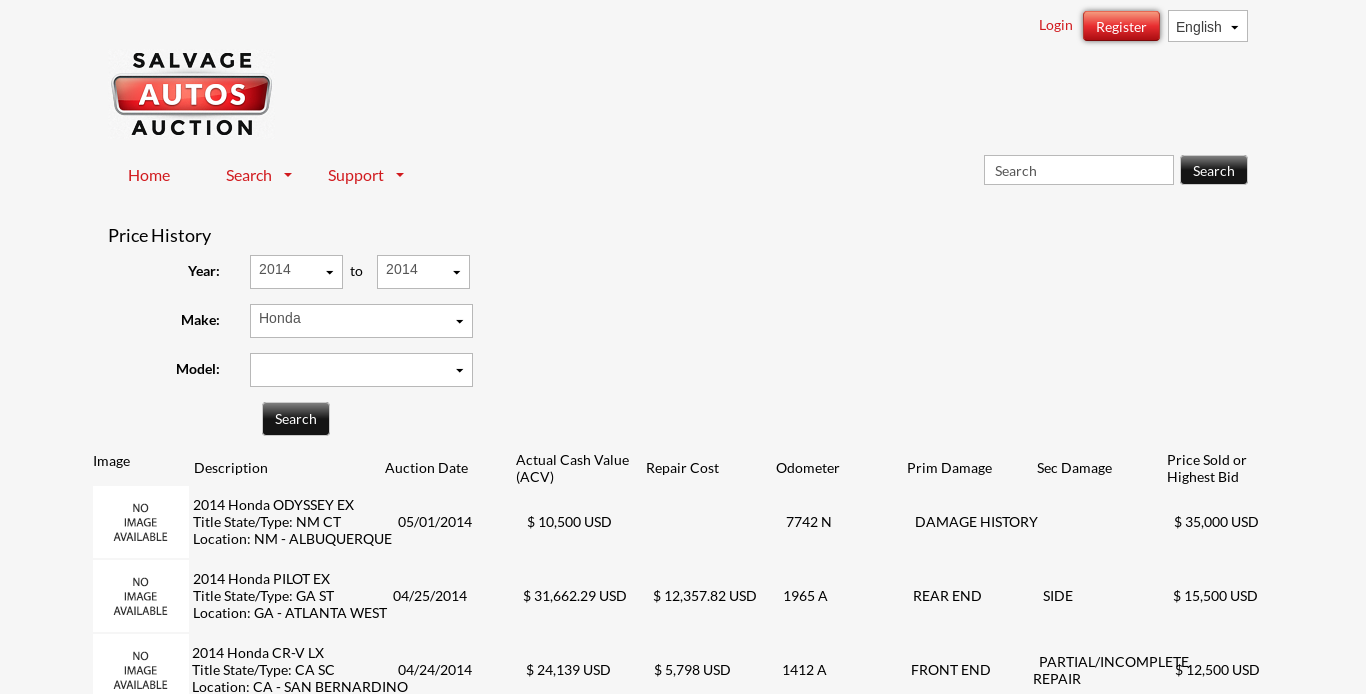 Login
Register
English
SALVAGE
AUTOS
AUCTION
Home
Search
Support
Search
Search
Price History
Year:
2014
to
2014
Make:
Honda
Model:
Search
Image
Description
Auction Date
Actual Cash Value
(ACV)
Repair Cost
Odometer
Prim Damage
Sec Damage
Price Sold or
Highest Bid
NO
IMAGE
AVAILABLE
2014 Honda ODYSSEY EX
Title State/Type: NM CT
Location: NM - ALBUQUERQUE
05/01/2014
$ 10,500 USD
7742 N
DAMAGE HISTORY
$ 35,000 USD
NO
IMAGE
AVAILABLE
2014 Honda PILOT EX
Title State/Type: GA ST
Location: GA - ATLANTA WEST
04/25/2014
$ 31,662.29 USD
$ 12,357.82 USD
1965 A
REAR END
SIDE
$ 15,500 USD
NO
IMAGE
AVAILABLE
2014 Honda CR-V LX
Title State/Type: CA SC
Location: CA - SAN BERNARDINO
04/24/2014
$ 24,139 USD
$ 5,798 USD
1412 A
FRONT END
PARTIAL/INCOMPLETE
REPAIR
$ 12,500 USD